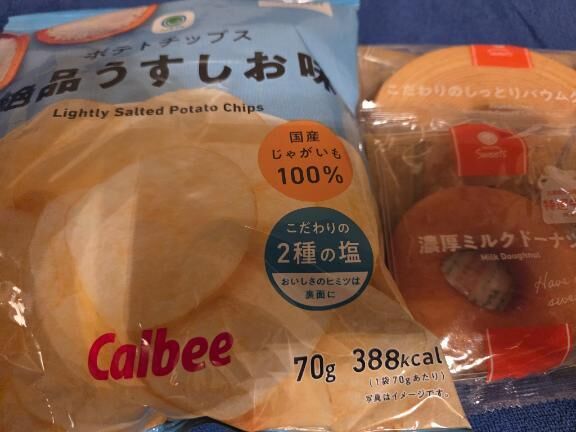 ポテトチップス
絶品うすしお味
Lightly Salted Potato Chips
国産
じゃがいも
100%
こだわりの
2種の塩
おいしさのヒミツは
裏面に
Calbee
70g 388kcal
(1袋70gあたり)
写真はイメージです。
Sweets
こだわりのしっとりバウムク
Sweets
濃厚ミルクドーナツ
Milk Doughnut
Have
swee